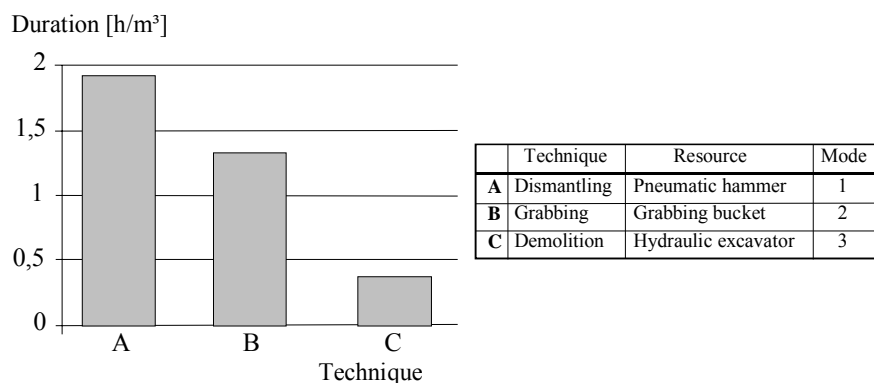 Duration [h/m³]
2
1,5
1
0,5
0
A B C
Technique
Technique Resource Mode
A Dismantling Pneumatic hammer 1
B Grabbing Grabbing bucket 2
C Demolition Hydraulic excavator 3